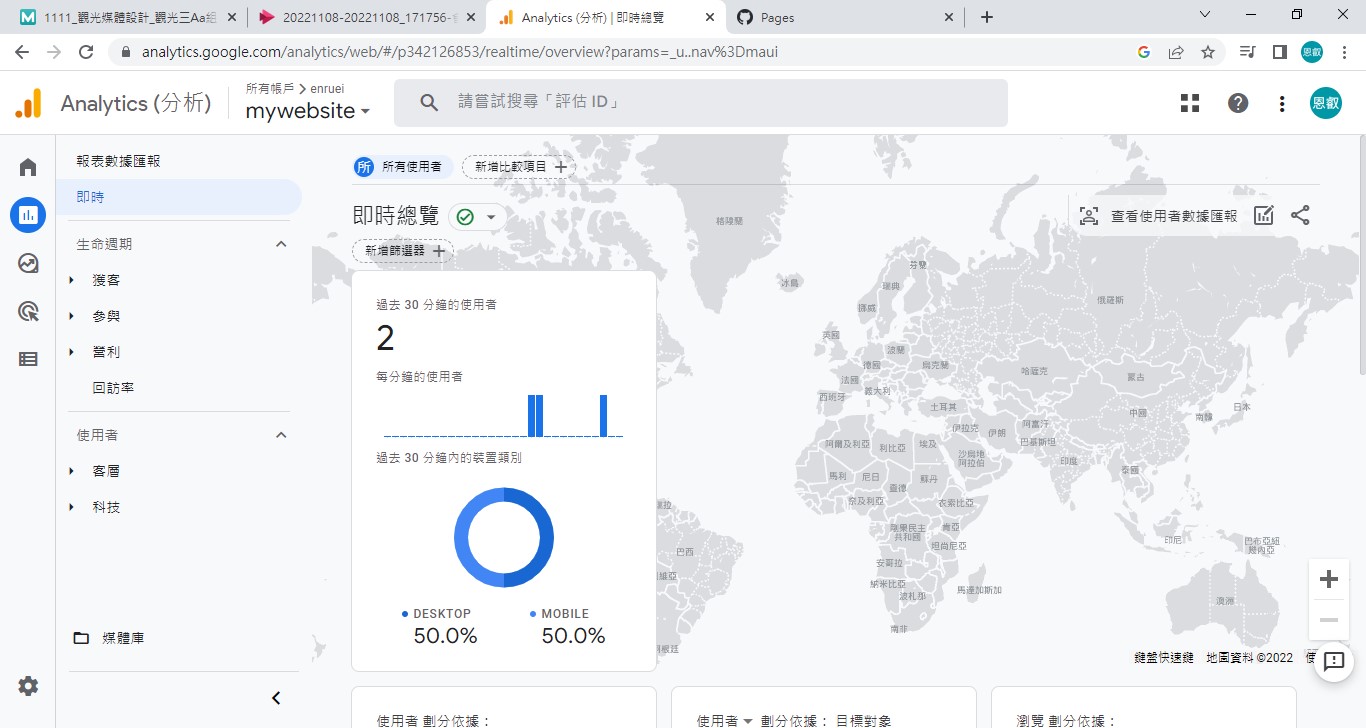 1111_觀光媒體設計_觀光三Aa組
20221108-20221108_171756-
Analytics (分析) | 即時總覽
Pages
analytics.google.com/analytics/web/#/p342126853/realtime/overview?params=_u..nav%3Dmaui
恩叡
Analytics (分析)
所有帳戶 > enruei
mywebsite
請嘗試搜尋「評估 ID」
恩叡
報表數據匯報
即時
生命週期
獲客
參與
營利
回訪率
使用者
客層
科技
媒體庫
所 所有使用者
新增比較項目
即時總覽
查看使用者數據匯報
新增篩選器
過去 30 分鐘的使用者
2
每分鐘的使用者
過去 30 分鐘內的裝置類別
DESKTOP
50.0%
MOBILE
50.0%
格陵蘭
冰島
芬蘭
瑞典
挪威
俄羅斯
英國
波蘭
德國
烏克蘭
法國
哈薩克
蒙古
義大利
西班牙
土耳其
中國
日本
南韓
伊拉克
伊朗
阿富汗
巴基斯坦
阿爾及利亞
利比亞
埃及
沙烏地
阿拉伯
印度
泰國
馬利
尼日
查德
蘇丹
奈及利亞
衣索比亞
剛果民主
共和國
肯亞
坦尚尼亞
印尼
巴布亞紐
幾內亞
巴西
安哥拉
納米比亞
波札那
馬達加斯加
澳洲
南非
鍵盤快速鍵
地圖資料 ©2022
使用者 劃分依據：
使用者 劃分依據： 目標對象
瀏覽 劃分依據：